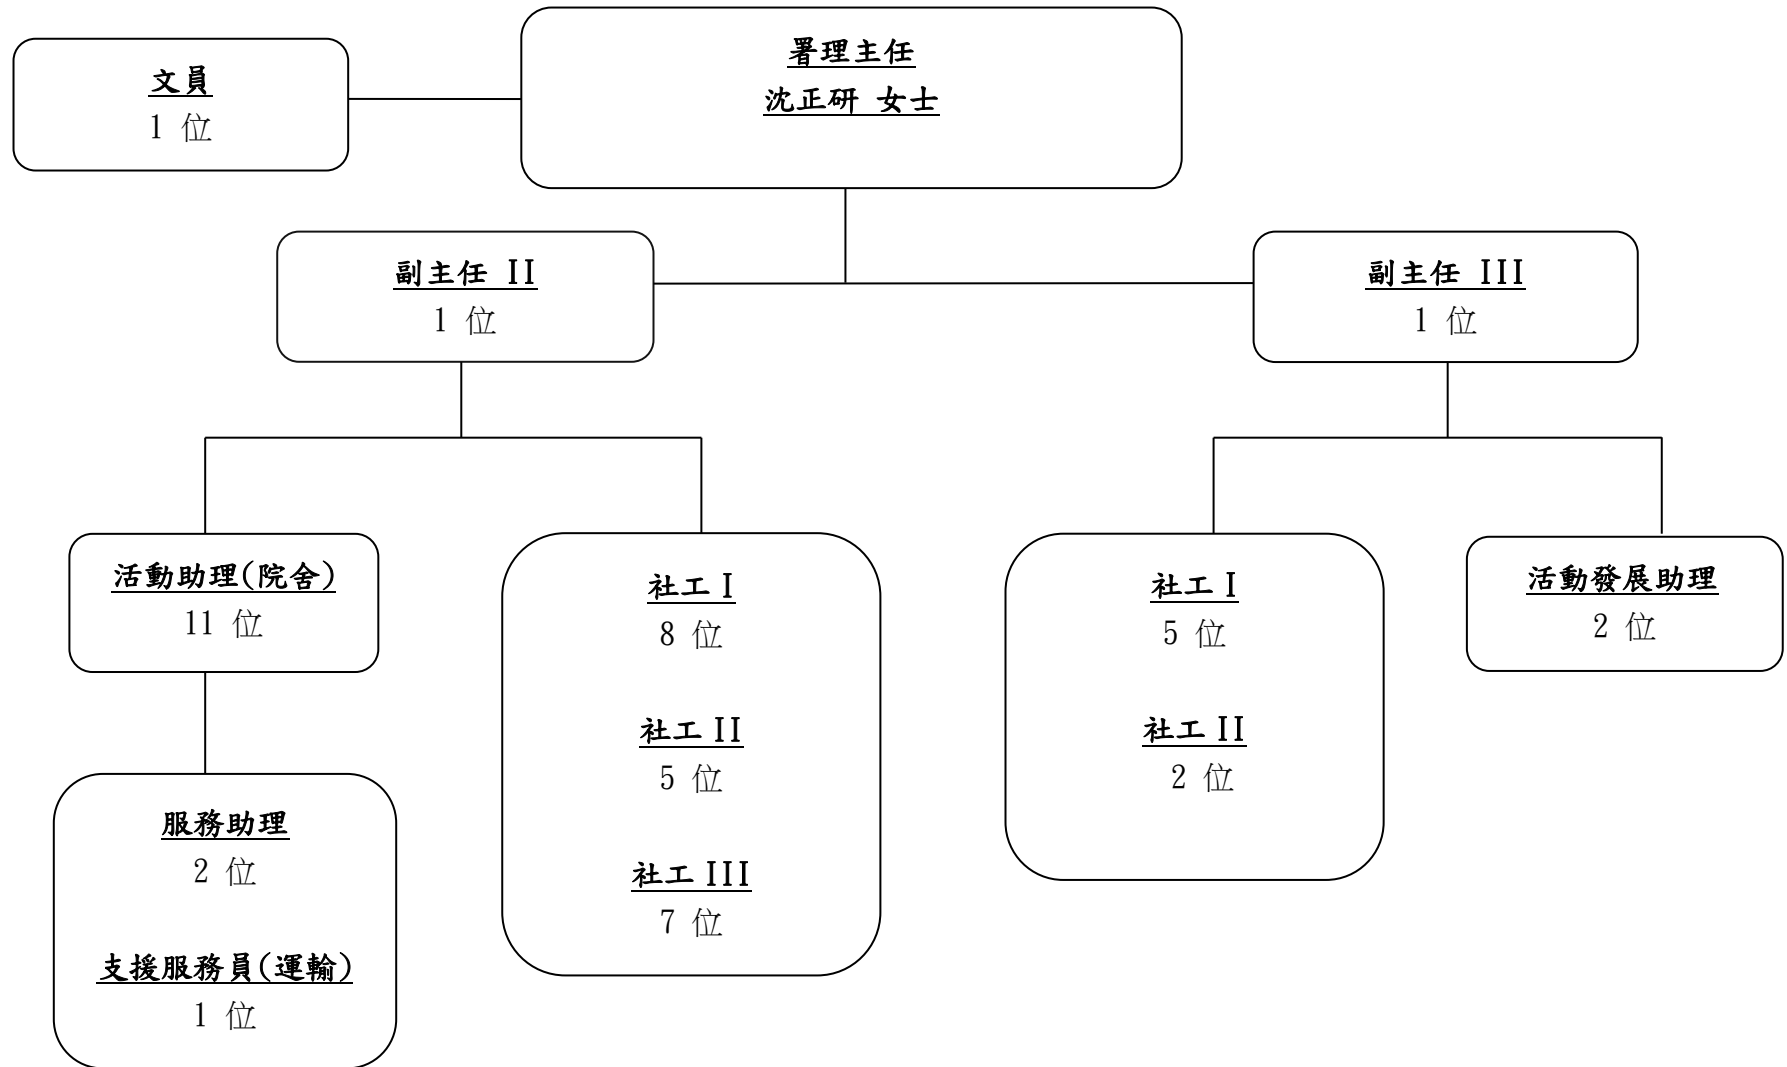 文員
1 位
署理主任
沈正研 女士
副主任 II
1 位
副主任 III
1 位
活動助理(院舍)
11 位
社工 I
8 位
社工 II
5 位
社工 III
7 位
社工 I
5 位
社工 II
2 位
活動發展助理
2 位
服務助理
2 位
支援服務員(運輸)
1 位